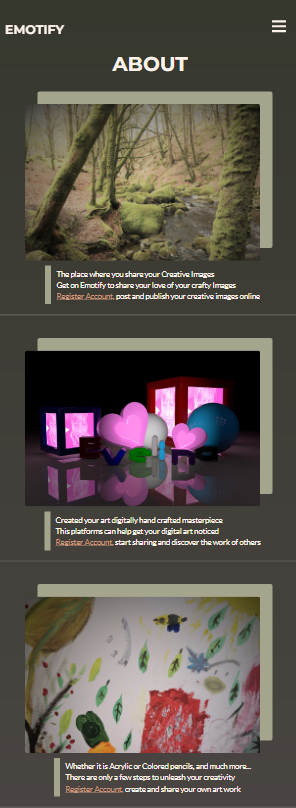 EMOTIFY
ABOUT
The place where you share your Creative Images
Get on Emotify to share your love of your crafty Images
Register Account, post and publish your creative images online
Created your art digitally hand crafted masterpiece
This platforms can help get your digital art noticed
Register Account, start sharing and discover the work of others
Whether it is Acrylic or Colored pencils, and much more...
There are only a few steps to unleash your creativity
Register Account, create and share your own art work